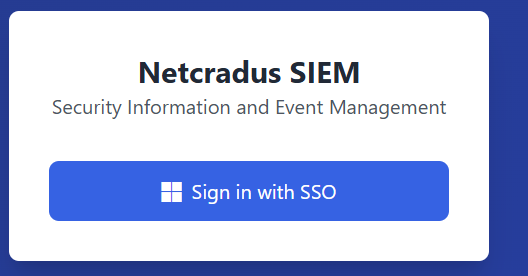 Netcradus SIEM
Security Information and Event Management
Sign in with SSO